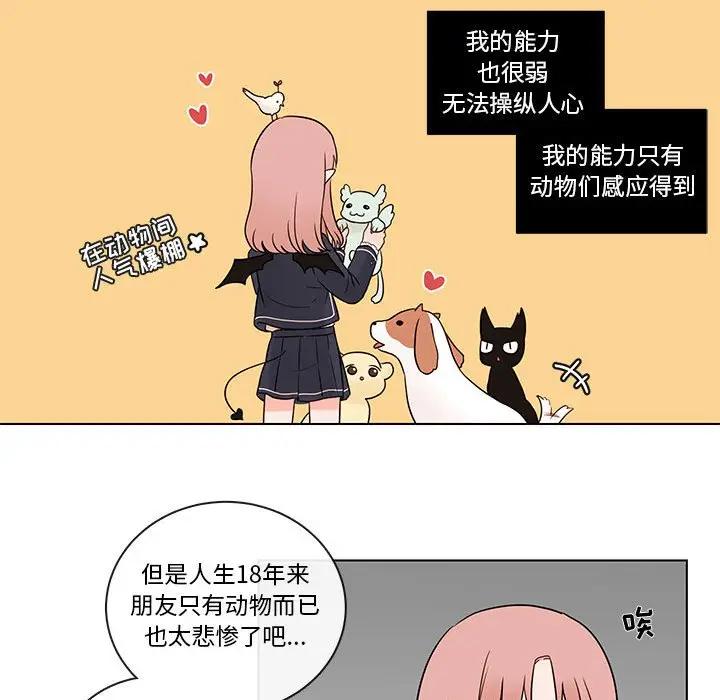 我的能力
也很弱
无法操纵人心
我的能力只有
动物们感应得到
在动物间
人气爆棚
但是人生18年来
朋友只有动物而已
也太悲惨了吧...
唉